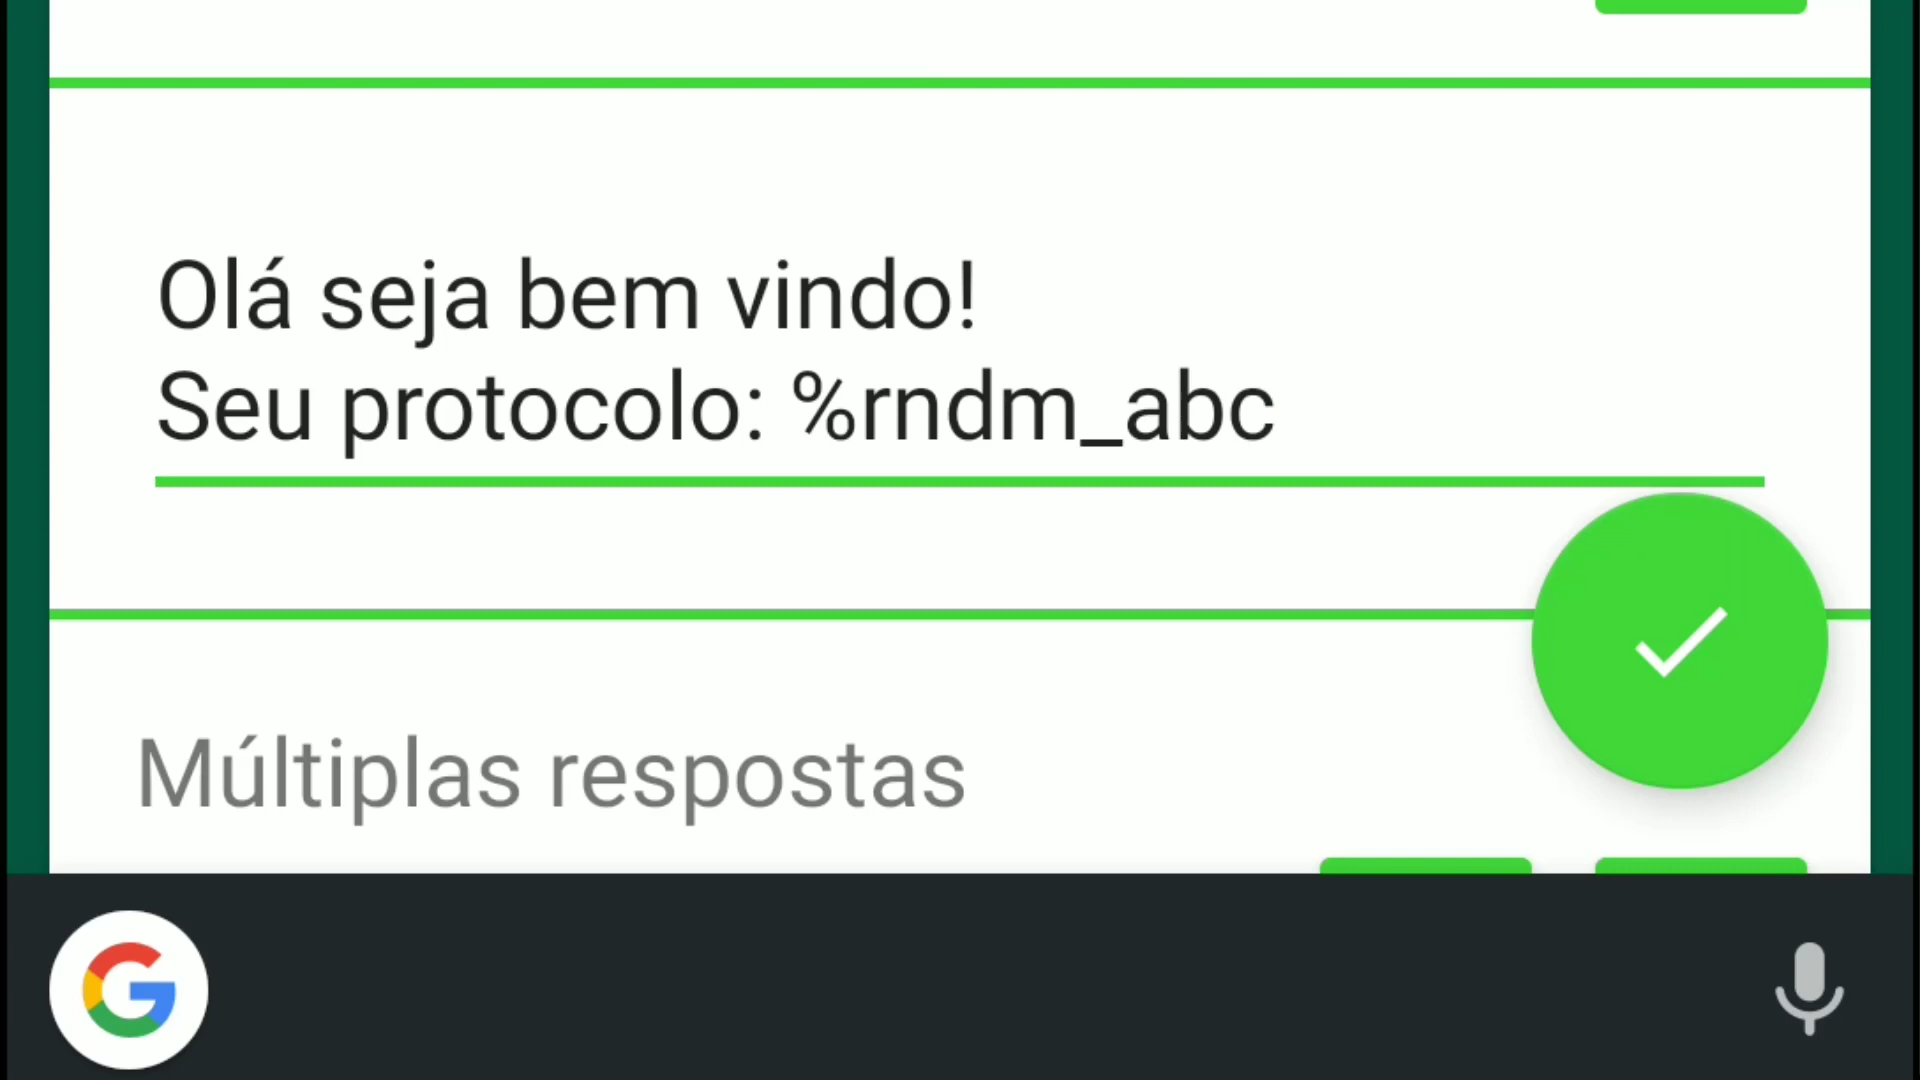 Olá seja bem vindo!
Seu protocolo: %rndm_abc
Múltiplas respostas